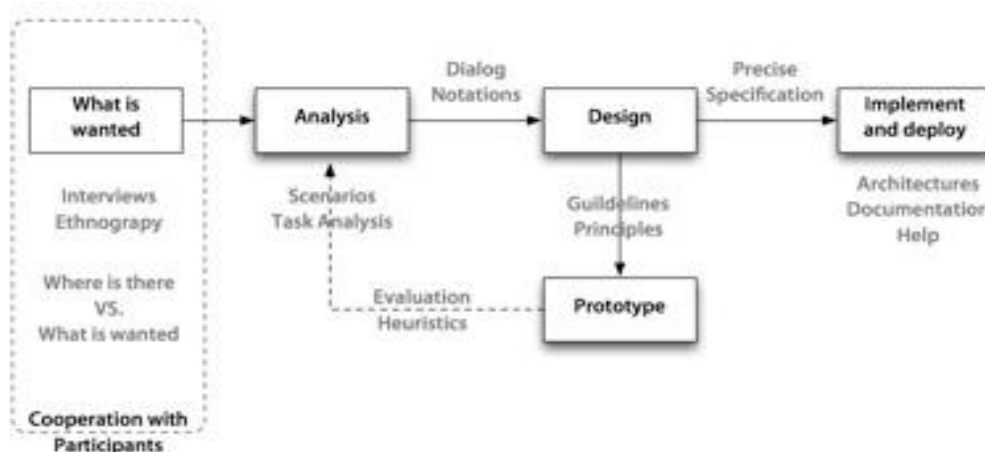 What is
wanted
Interviews
Ethnograpy
Where is there
VS.
What is wanted
Cooperation with
Participants
Analysis
Scenarios
Task Analysis
Dialog
Notations
Evaluation
Heuristics
Design
Guildelines
Principles
Prototype
Precise
Specification
Implement
and deploy
Architectures
Documentation
Help